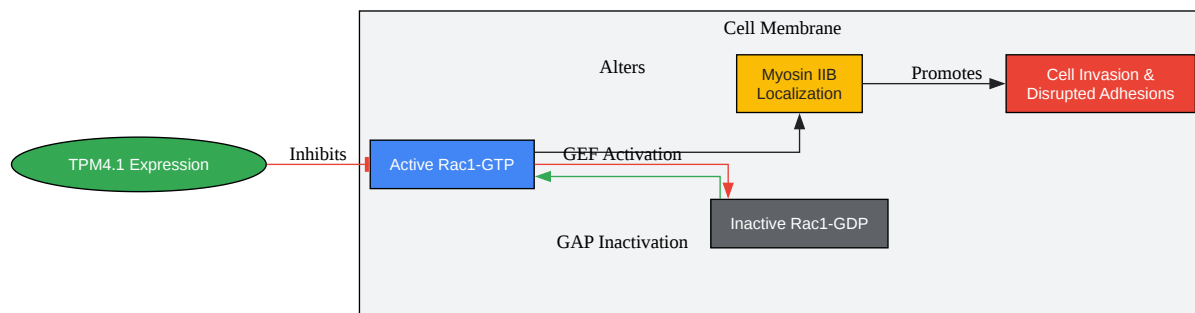 Cell Membrane
Alters
Myosin IIB
Localization
Promotes
Cell Invasion &
Disrupted Adhesions
TPM4.1 Expression
Inhibits
Active Rac1-GTP
GEF Activation
Inactive Rac1-GDP
GAP Inactivation